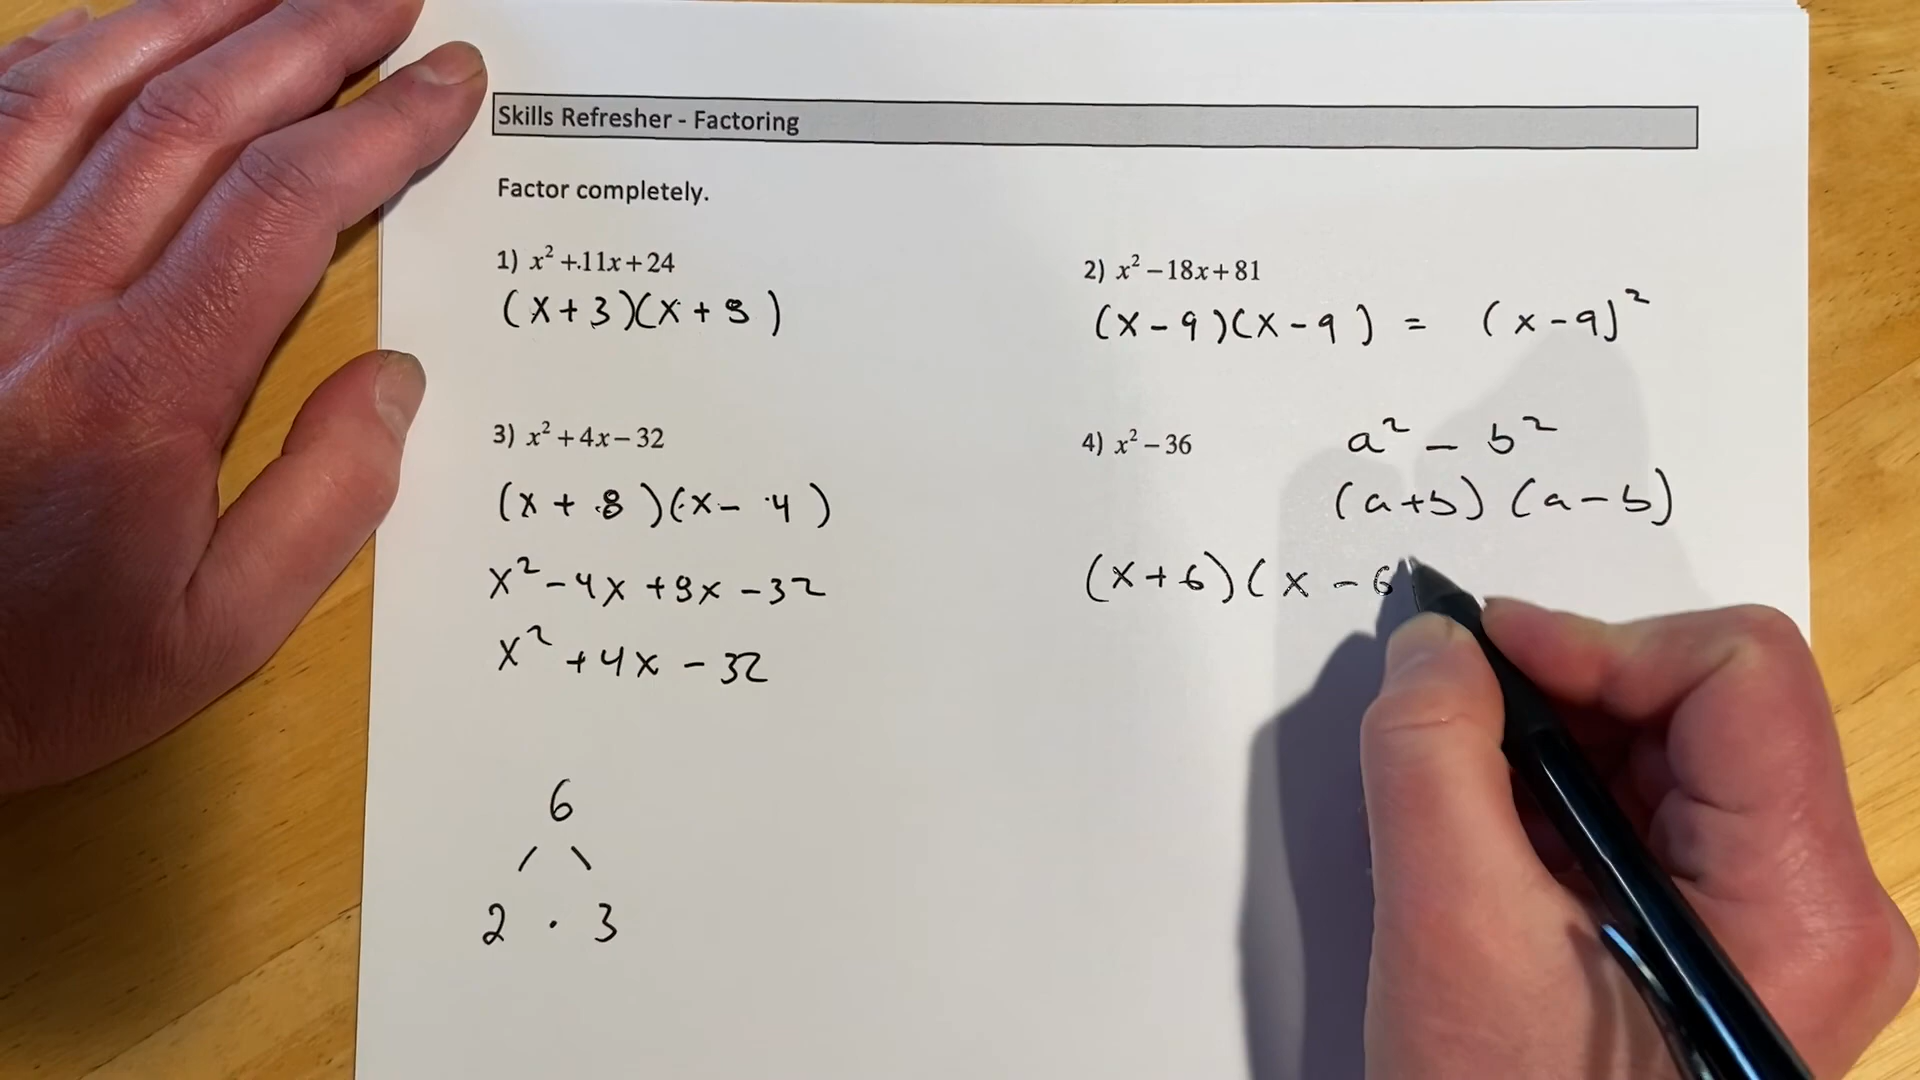 Skills Refresher - Factoring
Factor completely.
1) x² + 11x + 24
(x + 3)(x + 8)
2) x² – 18x + 81
(x - 9)(x - 9) = (x - 9)²
3) x² + 4x – 32
(x + 8)(x - 4)
x² - 4x + 8x - 32
x² + 4x - 32
4) x² – 36
a² - b²
(a+b) (a-b)
(x+6)(x - 6
6
2 · 3